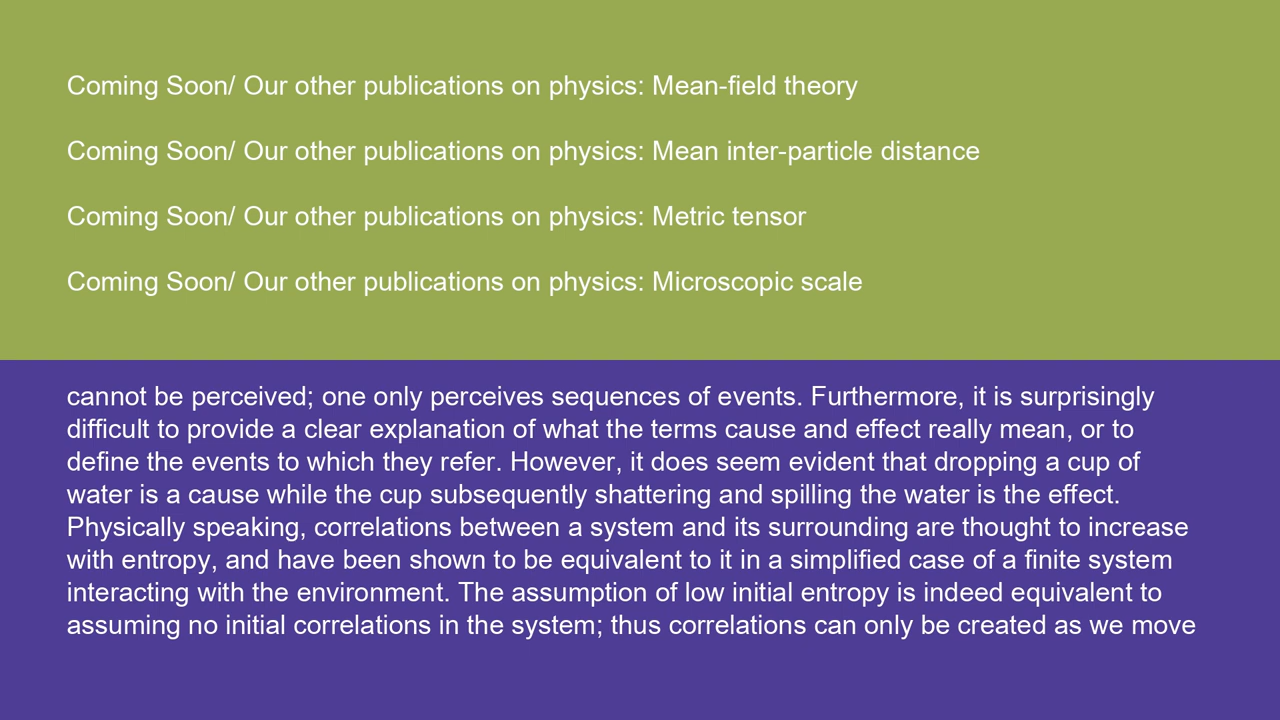 Coming Soon/ Our other publications on physics: Mean-field theory
Coming Soon/ Our other publications on physics: Mean inter-particle distance
Coming Soon/ Our other publications on physics: Metric tensor
Coming Soon/ Our other publications on physics: Microscopic scale
cannot be perceived; one only perceives sequences of events. Furthermore, it is surprisingly
difficult to provide a clear explanation of what the terms cause and effect really mean, or to
define the events to which they refer. However, it does seem evident that dropping a cup of
water is a cause while the cup subsequently shattering and spilling the water is the effect.
Physically speaking, correlations between a system and its surrounding are thought to increase
with entropy, and have been shown to be equivalent to it in a simplified case of a finite system
interacting with the environment. The assumption of low initial entropy is indeed equivalent to
assuming no initial correlations in the system; thus correlations can only be created as we move